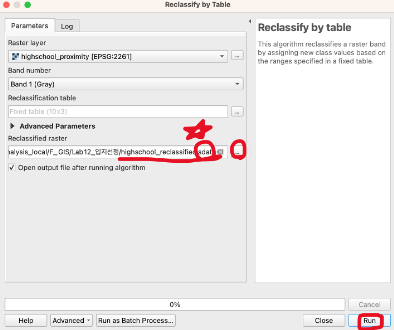 Reclassify by Table
Parameters
Log
Raster layer
highschool_proximity [EPSG:2261]
...
Band number
Band 1 (Gray)
Reclassification table
Fixed table (10x3)
...
Advanced Parameters
Reclassified raster
nalysis_local/F_ GIS/Lab12_입지선정/highschool_reclassified.sdat
...
Open output file after running algorithm
Reclassify by table
This algorithm reclassifies a raster band by assigning new class values based on the ranges specified in a fixed table.
0%
Cancel
Help
Advanced
Run as Batch Process...
Close
Run